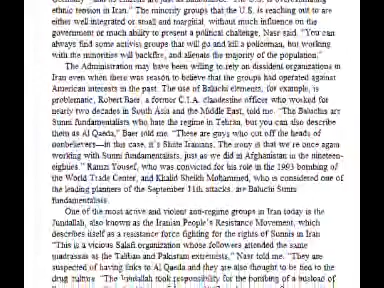 ethnic tension in Iran." The minority groups that the U.S. is reaching out to are
either well integrated or small and marginal, without much influence on the
government or much ability to present a political challenge, Nasr said. "You can
always find some activist groups that will go and kill a policeman, but working
with the minorities will backfire, and alienate the majority of the population."
The Administration may have been willing to rely on dissident organizations in
Iran even when there was reason to believe that the groups had operated against
American interests in the past. The use of Baluchi elements, for example, is
problematic, Robert Baer, a former C.I.A. clandestine officer who worked for
nearly two decades in South Asia and the Middle East, told me. "The Baluchis are
Sunni fundamentalists who hate the regime in Tehran, but you can also describe
them as Al Qaeda," Baer told me. "These are guys who cut off the heads of
nonbelievers—in this case, it's Shiite Iranians. The irony is that we're once again
working with Sunni fundamentalists, just as we did in Afghanistan in the nineteen-
eighties." Ramzi Yousef, who was convicted for his role in the 1993 bombing of
the World Trade Center, and Khalid Sheikh Mohammed, who is considered one of
the leading planners of the September 11th attacks, are Baluchi Sunni
fundamentalists.
One of the most active and violent anti-regime groups in Iran today is the
Jundallah, also known as the Iranian People's Resistance Movement, which
describes itself as a resistance force fighting for the rights of Sunnis in Iran.
"This is a vicious Salafi organization whose followers attended the same
madrassas as the Taliban and Pakistani extremists," Nasr told me. "They are
suspected of having links to Al Qaeda and they are also thought to be tied to the
drug culture." The Jundallah took responsibility for the bombing of a busload of